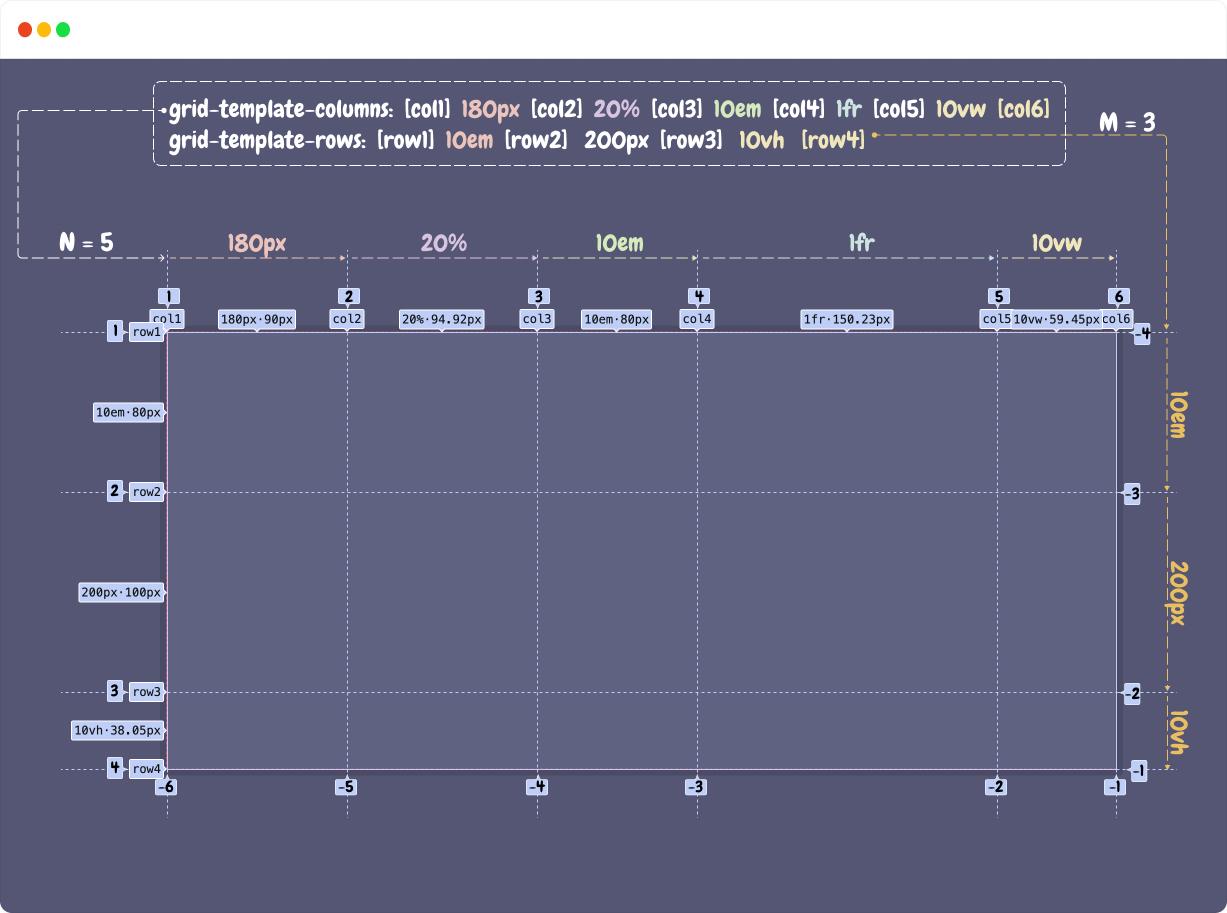 grid-template-columns: [col1] 180px [col2] 20% [col3] 10em [col4] 1fr [col5] 10vw [col6]
grid-template-rows: [row1] 10em [row2] 200px [row3] 10vh [row4]
M = 3
N = 5
180px
20%
10em
1fr
10vw
1
2
3
4
5
6
col1
180px·90px
col2
20%·94.92px
col3
10em·80px
col4
1fr·150.23px
col5
10vw·59.45px
col6
1
row1
-4
10em·80px
10em
2
row2
-3
200px·100px
200px
3
row3
-2
10vh·38.05px
10vh
4
row4
-1
-6
-5
-4
-3
-2
-1